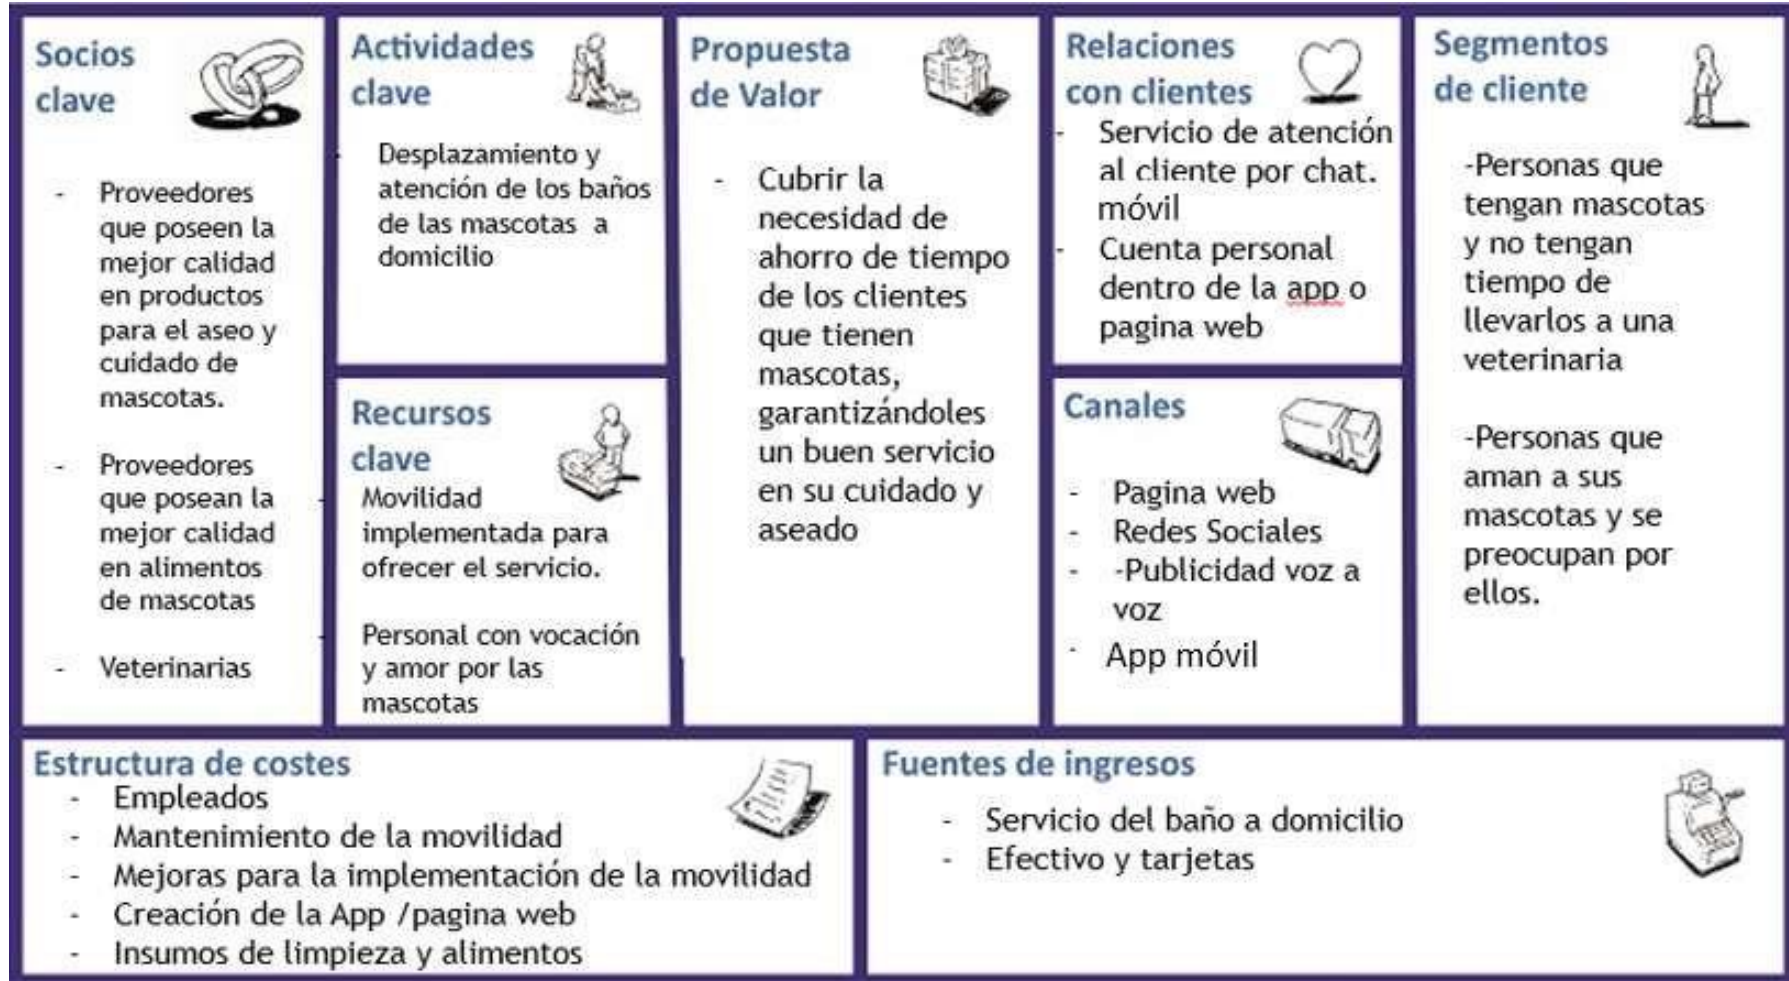 Socios
clave
- Proveedores
que poseen la
mejor calidad
en productos
para el aseo y
cuidado de
mascotas.
- Proveedores
que posean la
mejor calidad
en alimentos
de mascotas
- Veterinarias
Actividades
clave
- Desplazamiento y
atención de los baños
de las mascotas a
domicilio
Recursos
clave
- Movilidad
implementada para
ofrecer el servicio.
- Personal con vocación
y amor por las
mascotas
Propuesta
de Valor
- Cubrir la
necesidad de
ahorro de tiempo
de los clientes
que tienen
mascotas,
garantizándoles
un buen servicio
en su cuidado y
aseado
Relaciones
con clientes
- Servicio de atención
al cliente por chat.
móvil
- Cuenta personal
dentro de la app o
pagina web
Canales
- Pagina web
- Redes Sociales
- -Publicidad voz a
voz
- App móvil
Segmentos
de cliente
-Personas que
tengan mascotas
y no tengan
tiempo de
llevarlos a una
veterinaria
-Personas que
aman a sus
mascotas y se
preocupan por
ellos.
Estructura de costes
- Empleados
- Mantenimiento de la movilidad
- Mejoras para la implementación de la movilidad
- Creación de la App /pagina web
- Insumos de limpieza y alimentos
Fuentes de ingresos
- Servicio del baño a domicilio
- Efectivo y tarjetas